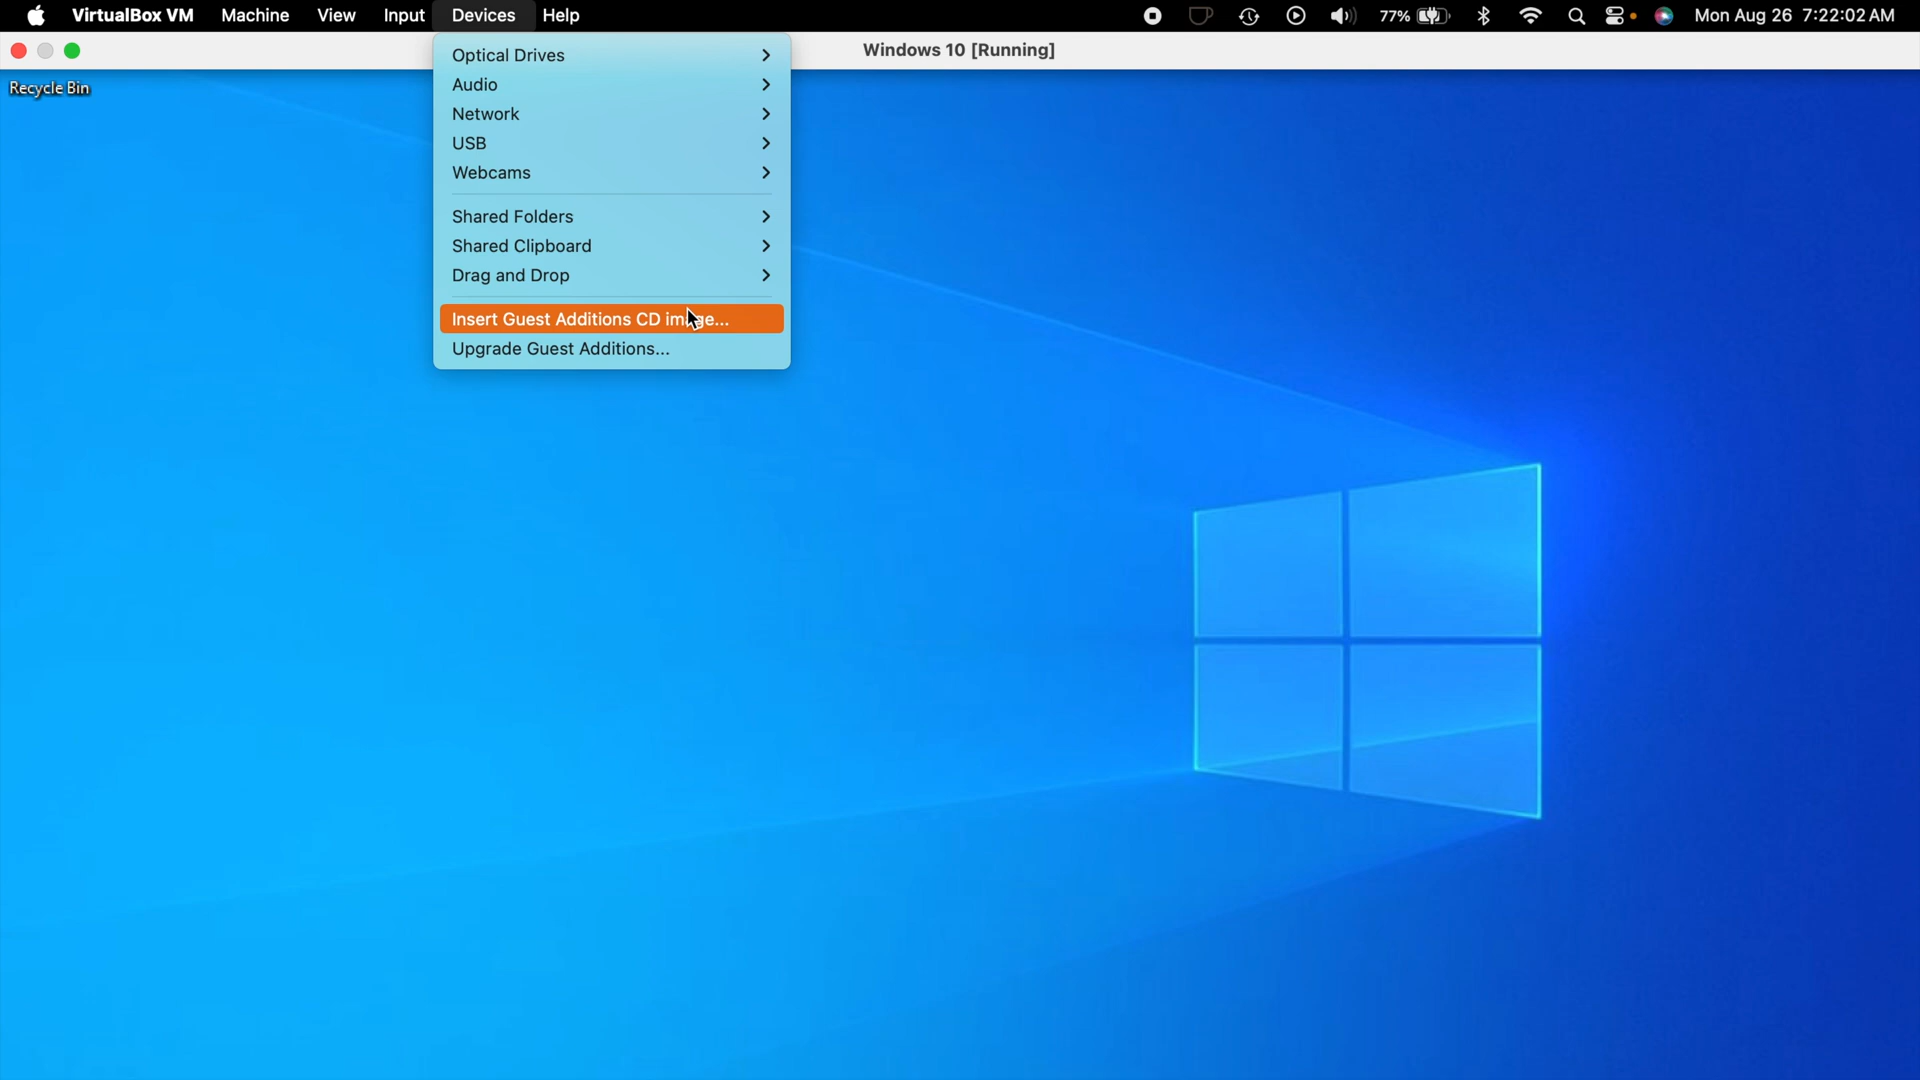 VirtualBox VM Machine View Input Devices Help 77% Mon Aug 26 7:22:02 AM
Windows 10 [Running]
Recycle Bin
Optical Drives
Audio
Network
USB
Webcams
Shared Folders
Shared Clipboard
Drag and Drop
Insert Guest Additions CD image...
Upgrade Guest Additions...